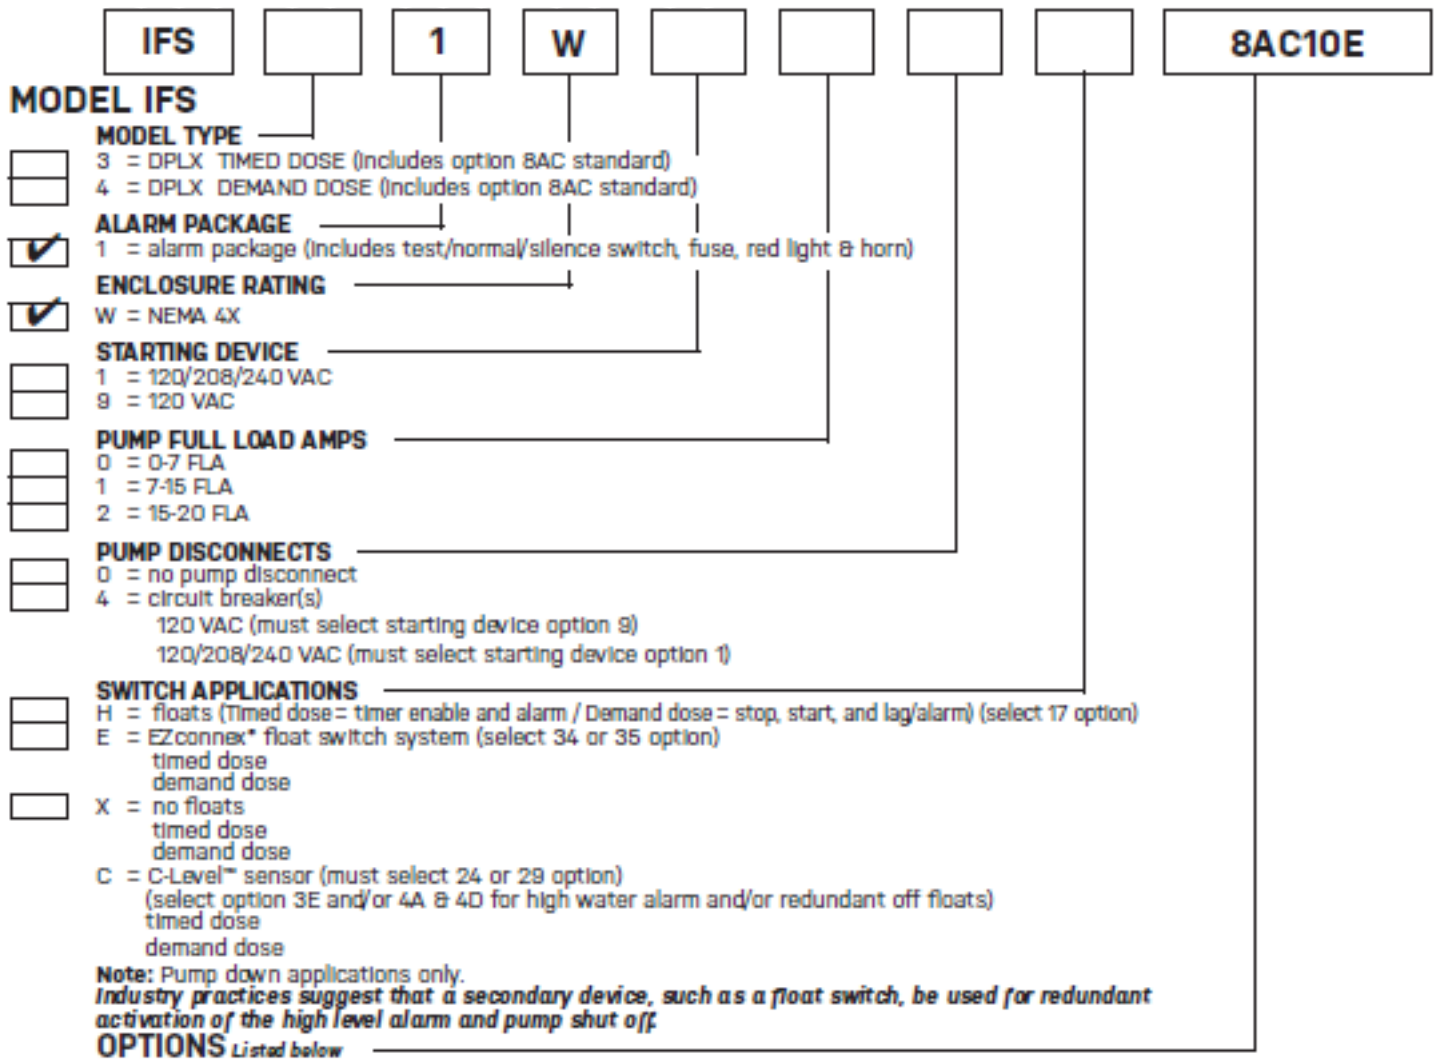 IFS 1 W 8AC10E
MODEL IFS
MODEL TYPE
3 = DPLX TIMED DOSE (includes option 8AC standard)
4 = DPLX DEMAND DOSE (includes option 8AC standard)
ALARM PACKAGE
1 = alarm package (includes test/normal/silence switch, fuse, red light & horn)
ENCLOSURE RATING
W = NEMA 4X
STARTING DEVICE
1 = 120/208/240 VAC
9 = 120 VAC
PUMP FULL LOAD AMPS
0 = 0-7 FLA
1 = 7-15 FLA
2 = 15-20 FLA
PUMP DISCONNECTS
0 = no pump disconnect
4 = circuit breaker(s)
120 VAC (must select starting device option 9)
120/208/240 VAC (must select starting device option 1)
SWITCH APPLICATIONS
H = floats (Timed dose = timer enable and alarm / Demand dose = stop, start, and lag/alarm) (select 17 option)
E = EZconnex® float switch system (select 34 or 35 option)
timed dose
demand dose
X = no floats
timed dose
demand dose
C = C-Level™ sensor (must select 24 or 29 option)
(select option 3E and/or 4A & 4D for high water alarm and/or redundant off floats)
timed dose
demand dose
Note: Pump down applications only.
Industry practices suggest that a secondary device, such as a float switch, be used for redundant
activation of the high level alarm and pump shut off.
OPTIONS Listed below